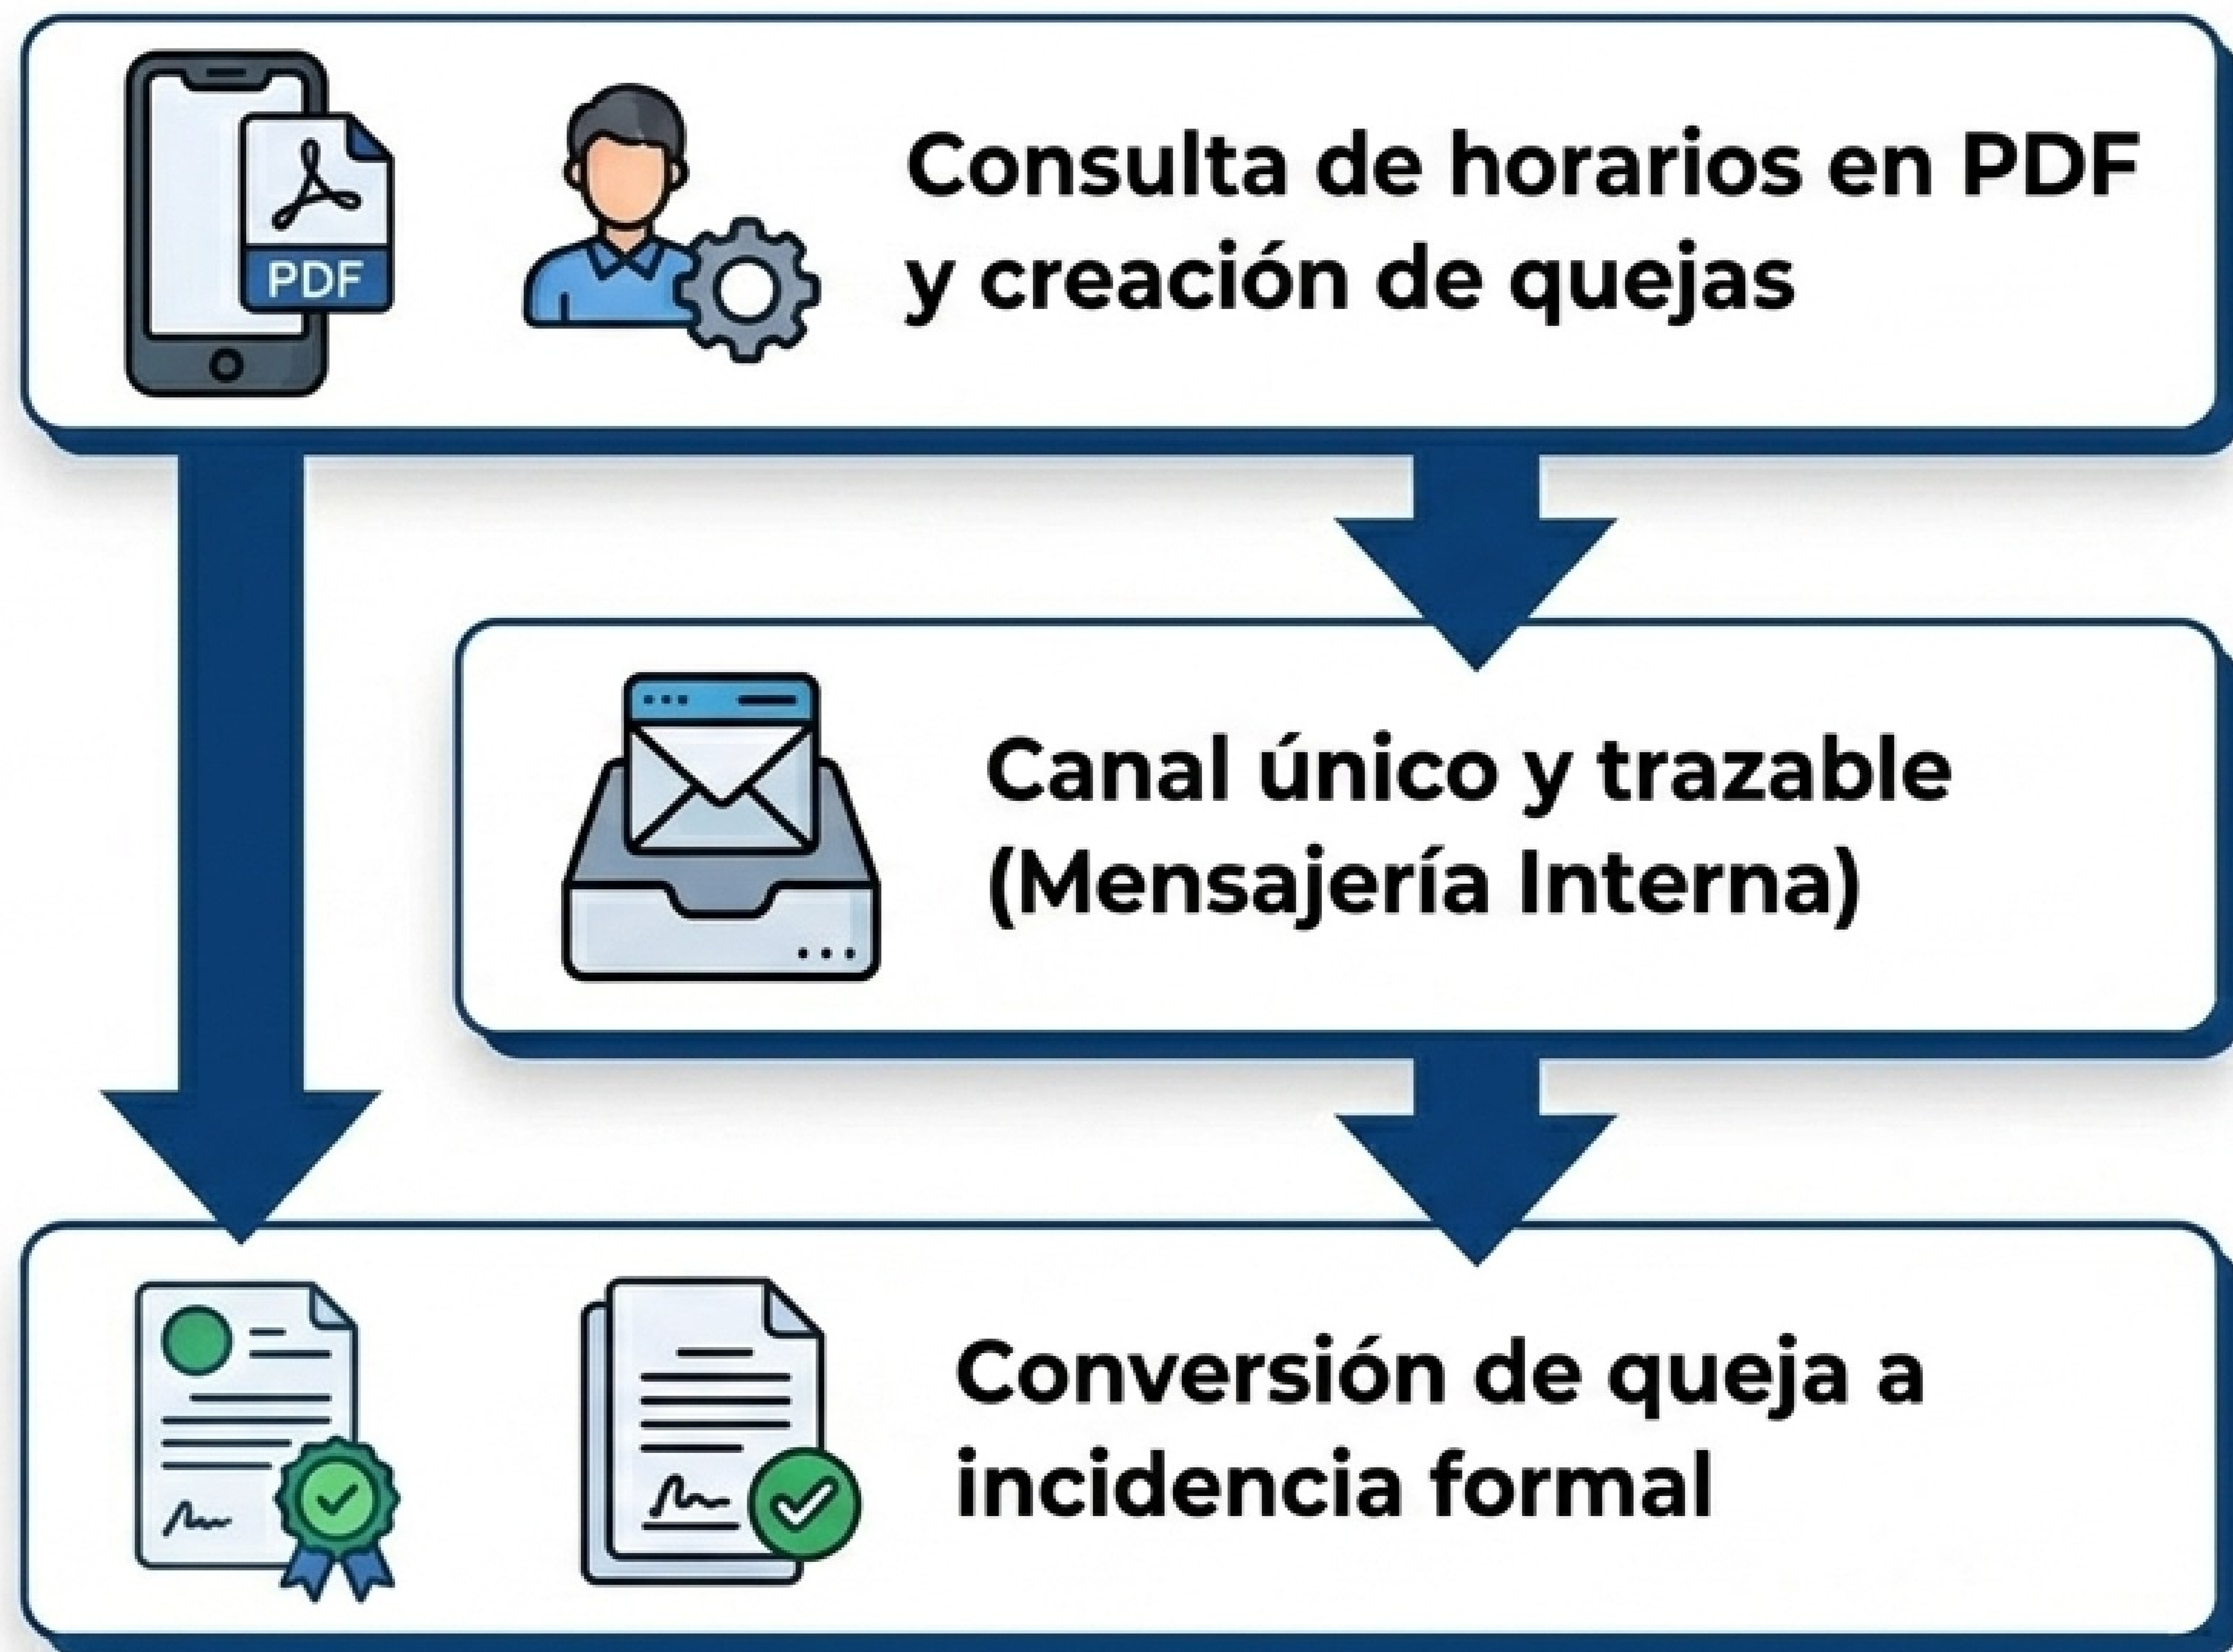 PDF
Consulta de horarios en PDF
y creación de quejas
Canal único y trazable
(Mensajería Interna)
Conversión de queja a
incidencia formal